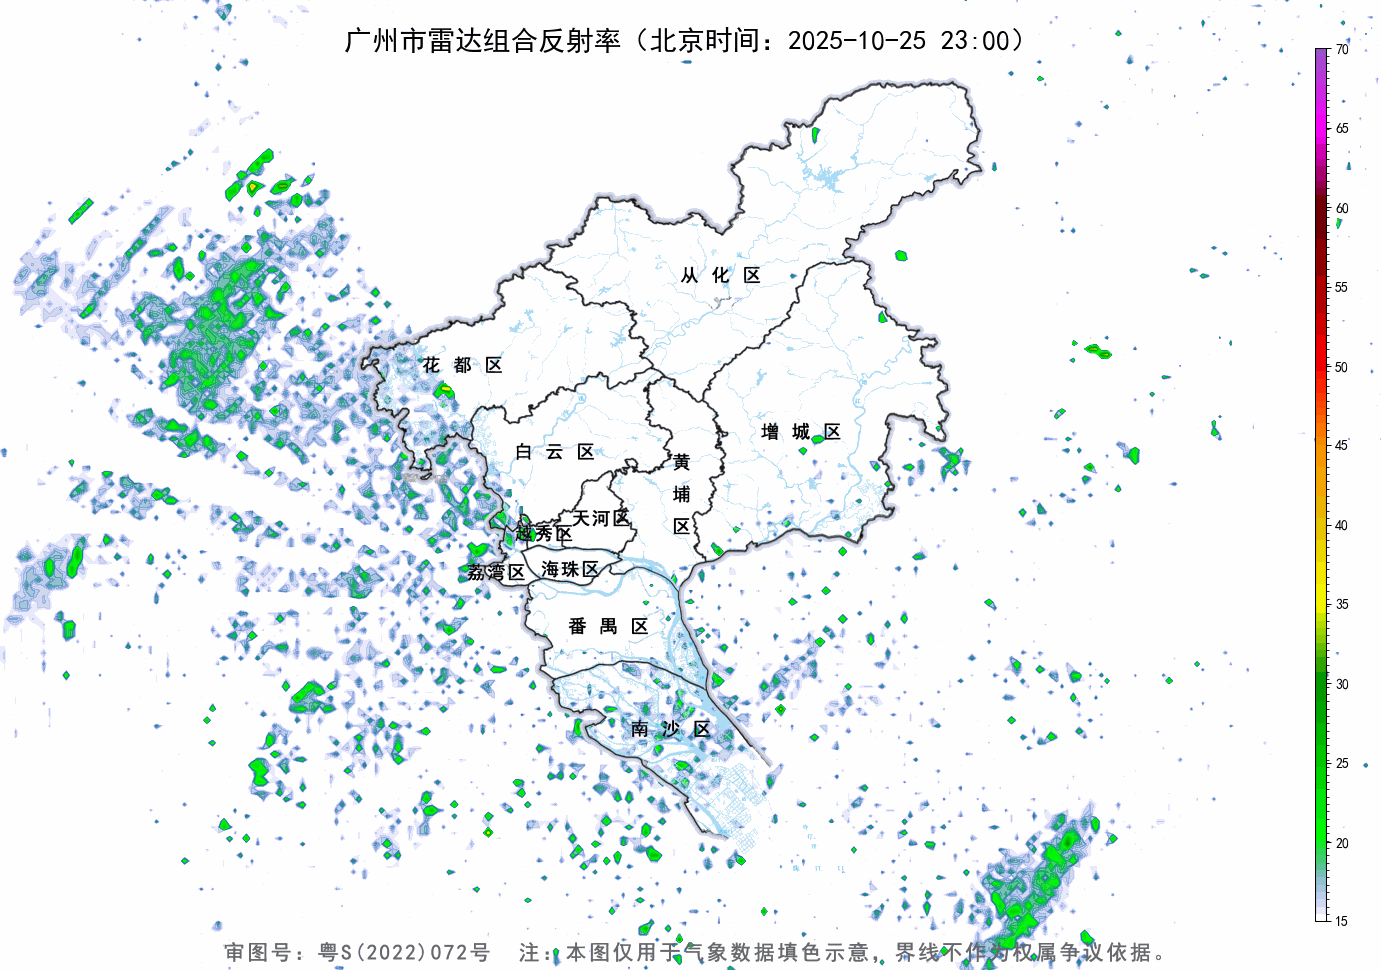 广州市雷达组合反射率（北京时间：2025-10-25 23:00）
70
65
60
55
50
45
40
35
30
25
20
15
从化区
花都区
增城区
白云区
黄埔区
天河区
越秀区
荔湾区
海珠区
番禺区
南沙区
审图号：粤S(2022)072号 注：本图仅用于气象数据填色示意，界线不作为权属争议依据。